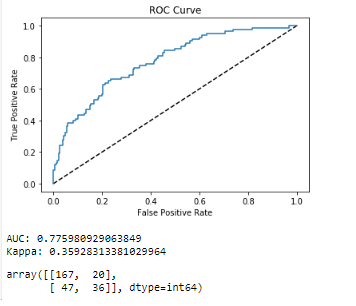 ROC Curve
1.0
0.8
0.6
0.4
0.2
0.0
True Positive Rate
0.0 0.2 0.4 0.6 0.8 1.0
False Positive Rate
AUC: 0.775980929063849
Kappa: 0.35928313381029964
array([[167, 20],
[ 47, 36]], dtype=int64)